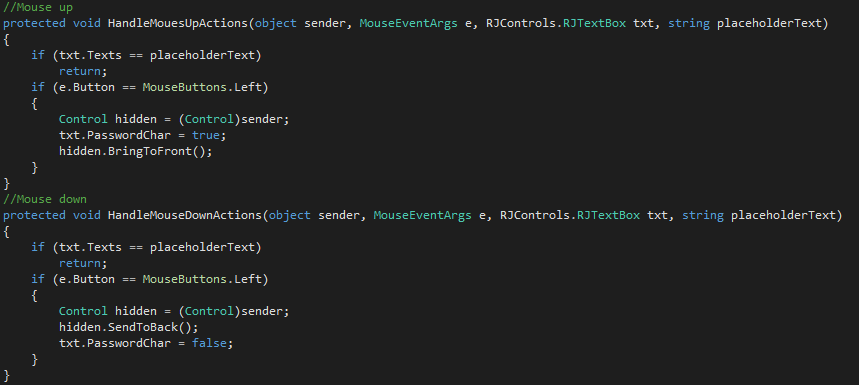 //Mouse up
protected void HandleMouesUpActions(object sender, MouseEventArgs e, RJControls.RJTextBox txt, string placeholderText)
{
    if (txt.Texts == placeholderText)
        return;
    if (e.Button == MouseButtons.Left)
    {
        Control hidden = (Control)sender;
        txt.PasswordChar = true;
        hidden.BringToFront();
    }
}
//Mouse down
protected void HandleMouseDownActions(object sender, MouseEventArgs e, RJControls.RJTextBox txt, string placeholderText)
{
    if (txt.Texts == placeholderText)
        return;
    if (e.Button == MouseButtons.Left)
    {
        Control hidden = (Control)sender;
        hidden.SendToBack();
        txt.PasswordChar = false;
    }
}